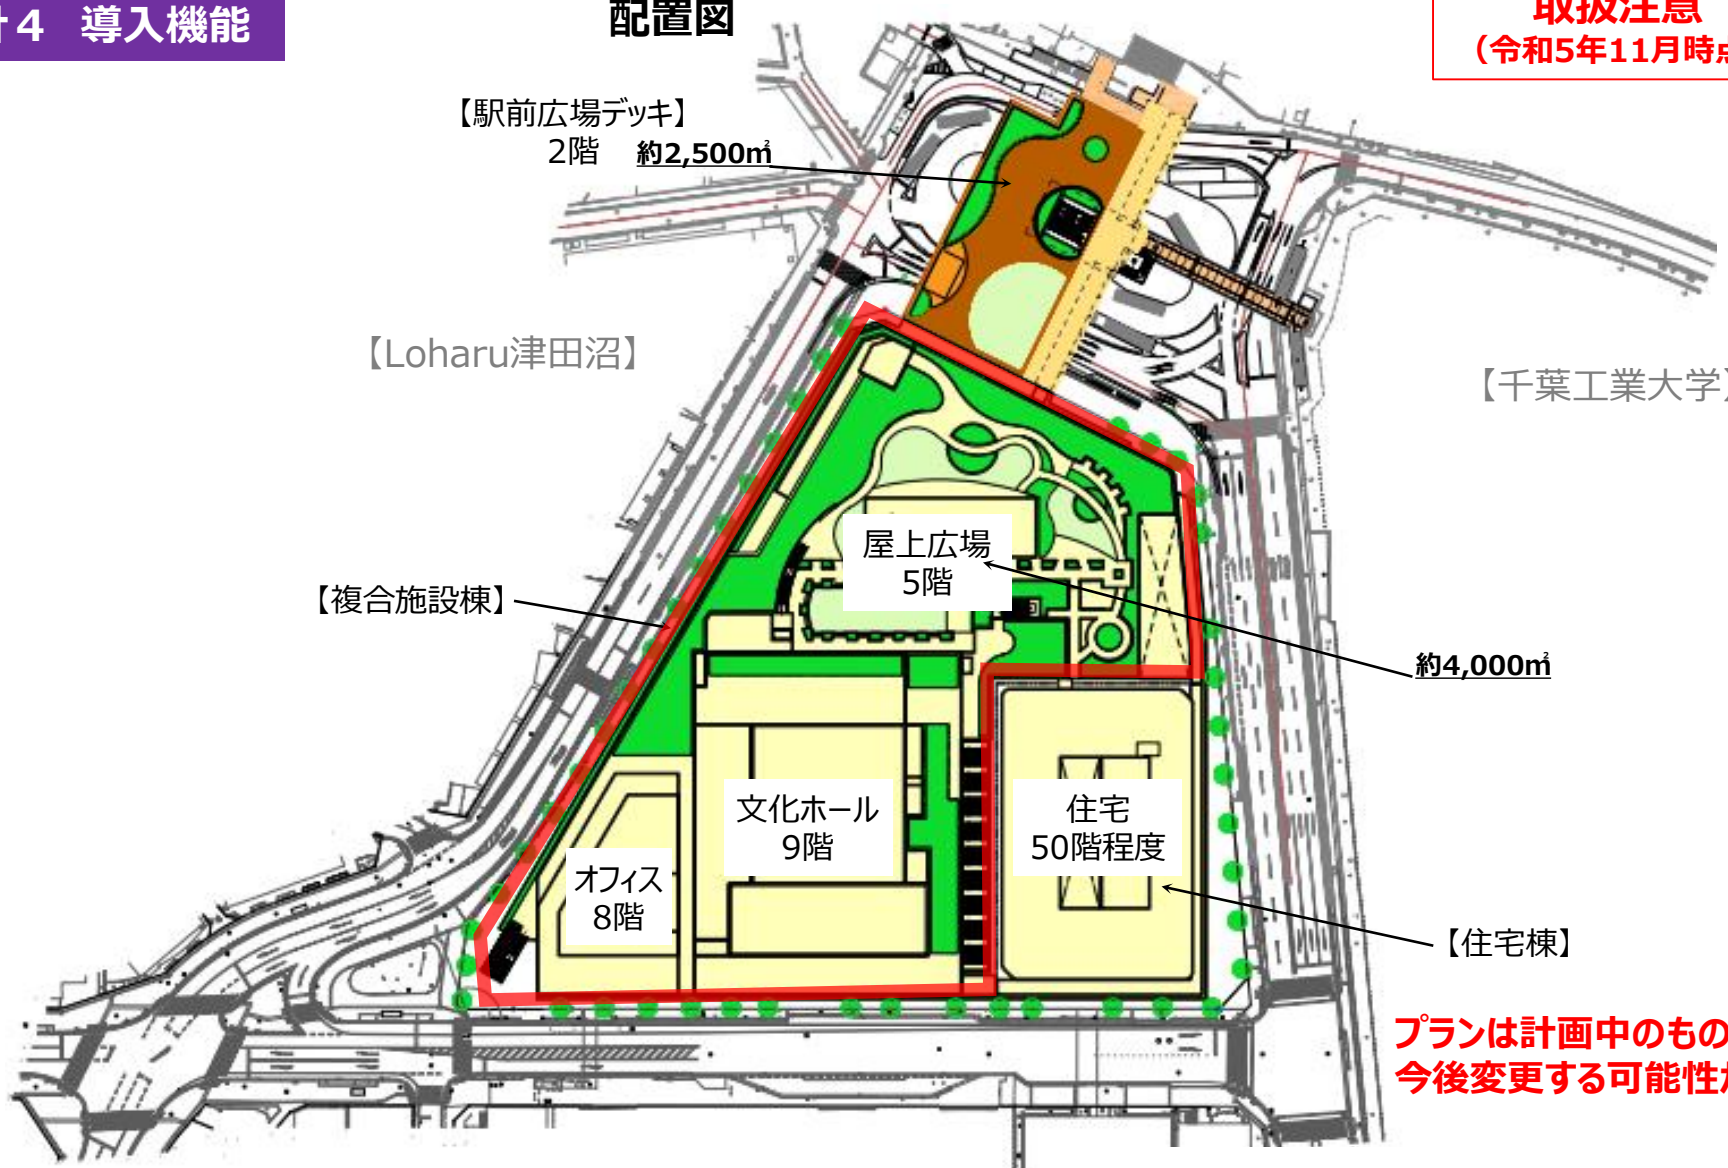 計４ 導入機能
配置図
取扱注意
（令和5年11月時点
【駅前広場デッキ】
2階 約2,500㎡
【Loharu津田沼】
【千葉工業大学】
屋上広場
5階
【複合施設棟】
約4,000㎡
文化ホール
9階
住宅
50階程度
オフィス
8階
【住宅棟】
プランは計画中のもの
今後変更する可能性が